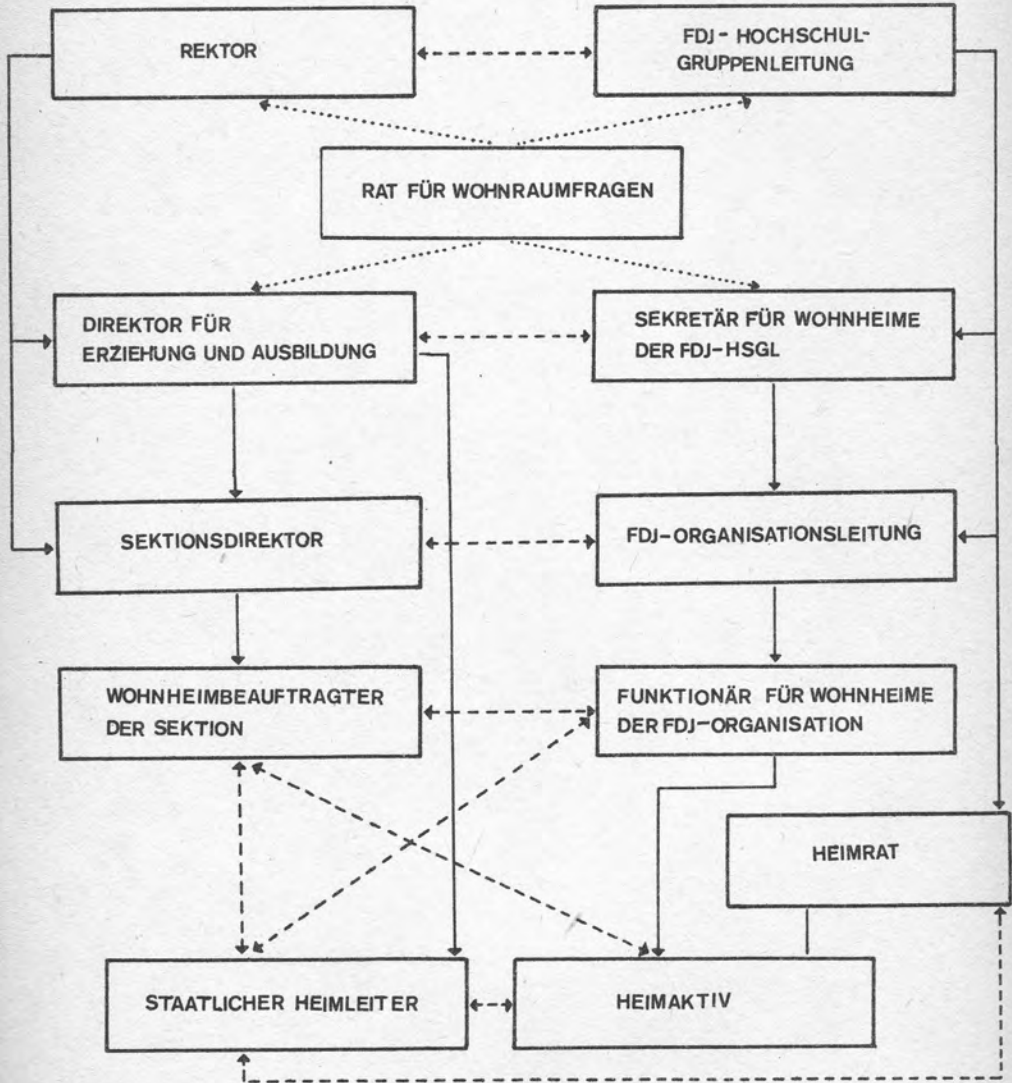 REKTOR
FDJ - HOCHSCHUL-
GRUPPENLEITUNG
RAT FÜR WOHNRAUMFRAGEN
DIREKTOR FÜR
ERZIEHUNG UND AUSBILDUNG
SEKRETÄR FÜR WOHNHEIME
DER FDJ-HSGL
SEKTIONSDIREKTOR
FDJ-ORGANISATIONSLEITUNG
WOHNHEIMBEAUFTRAGTER
DER SEKTION
FUNKTIONÄR FÜR WOHNHEIME
DER FDJ-ORGANISATION
HEIMRAT
STAATLICHER HEIMLEITER
HEIMAKTIV